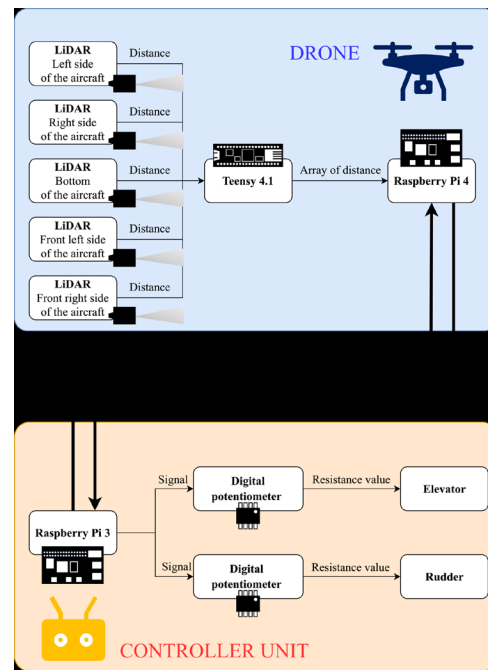 DRONE
LiDAR
Left side
of the aircraft
Distance
LiDAR
Right side
of the aircraft
Distance
LiDAR
Bottom
of the aircraft
Distance
LiDAR
Front left side
of the aircraft
Distance
LiDAR
Front right side
of the aircraft
Distance
Teensy 4.1
Array of distance
Raspberry Pi 4
Raspberry Pi 3
Signal
Digital
potentiometer
Resistance value
Elevator
Signal
Digital
potentiometer
Resistance value
Rudder
CONTROLLER UNIT